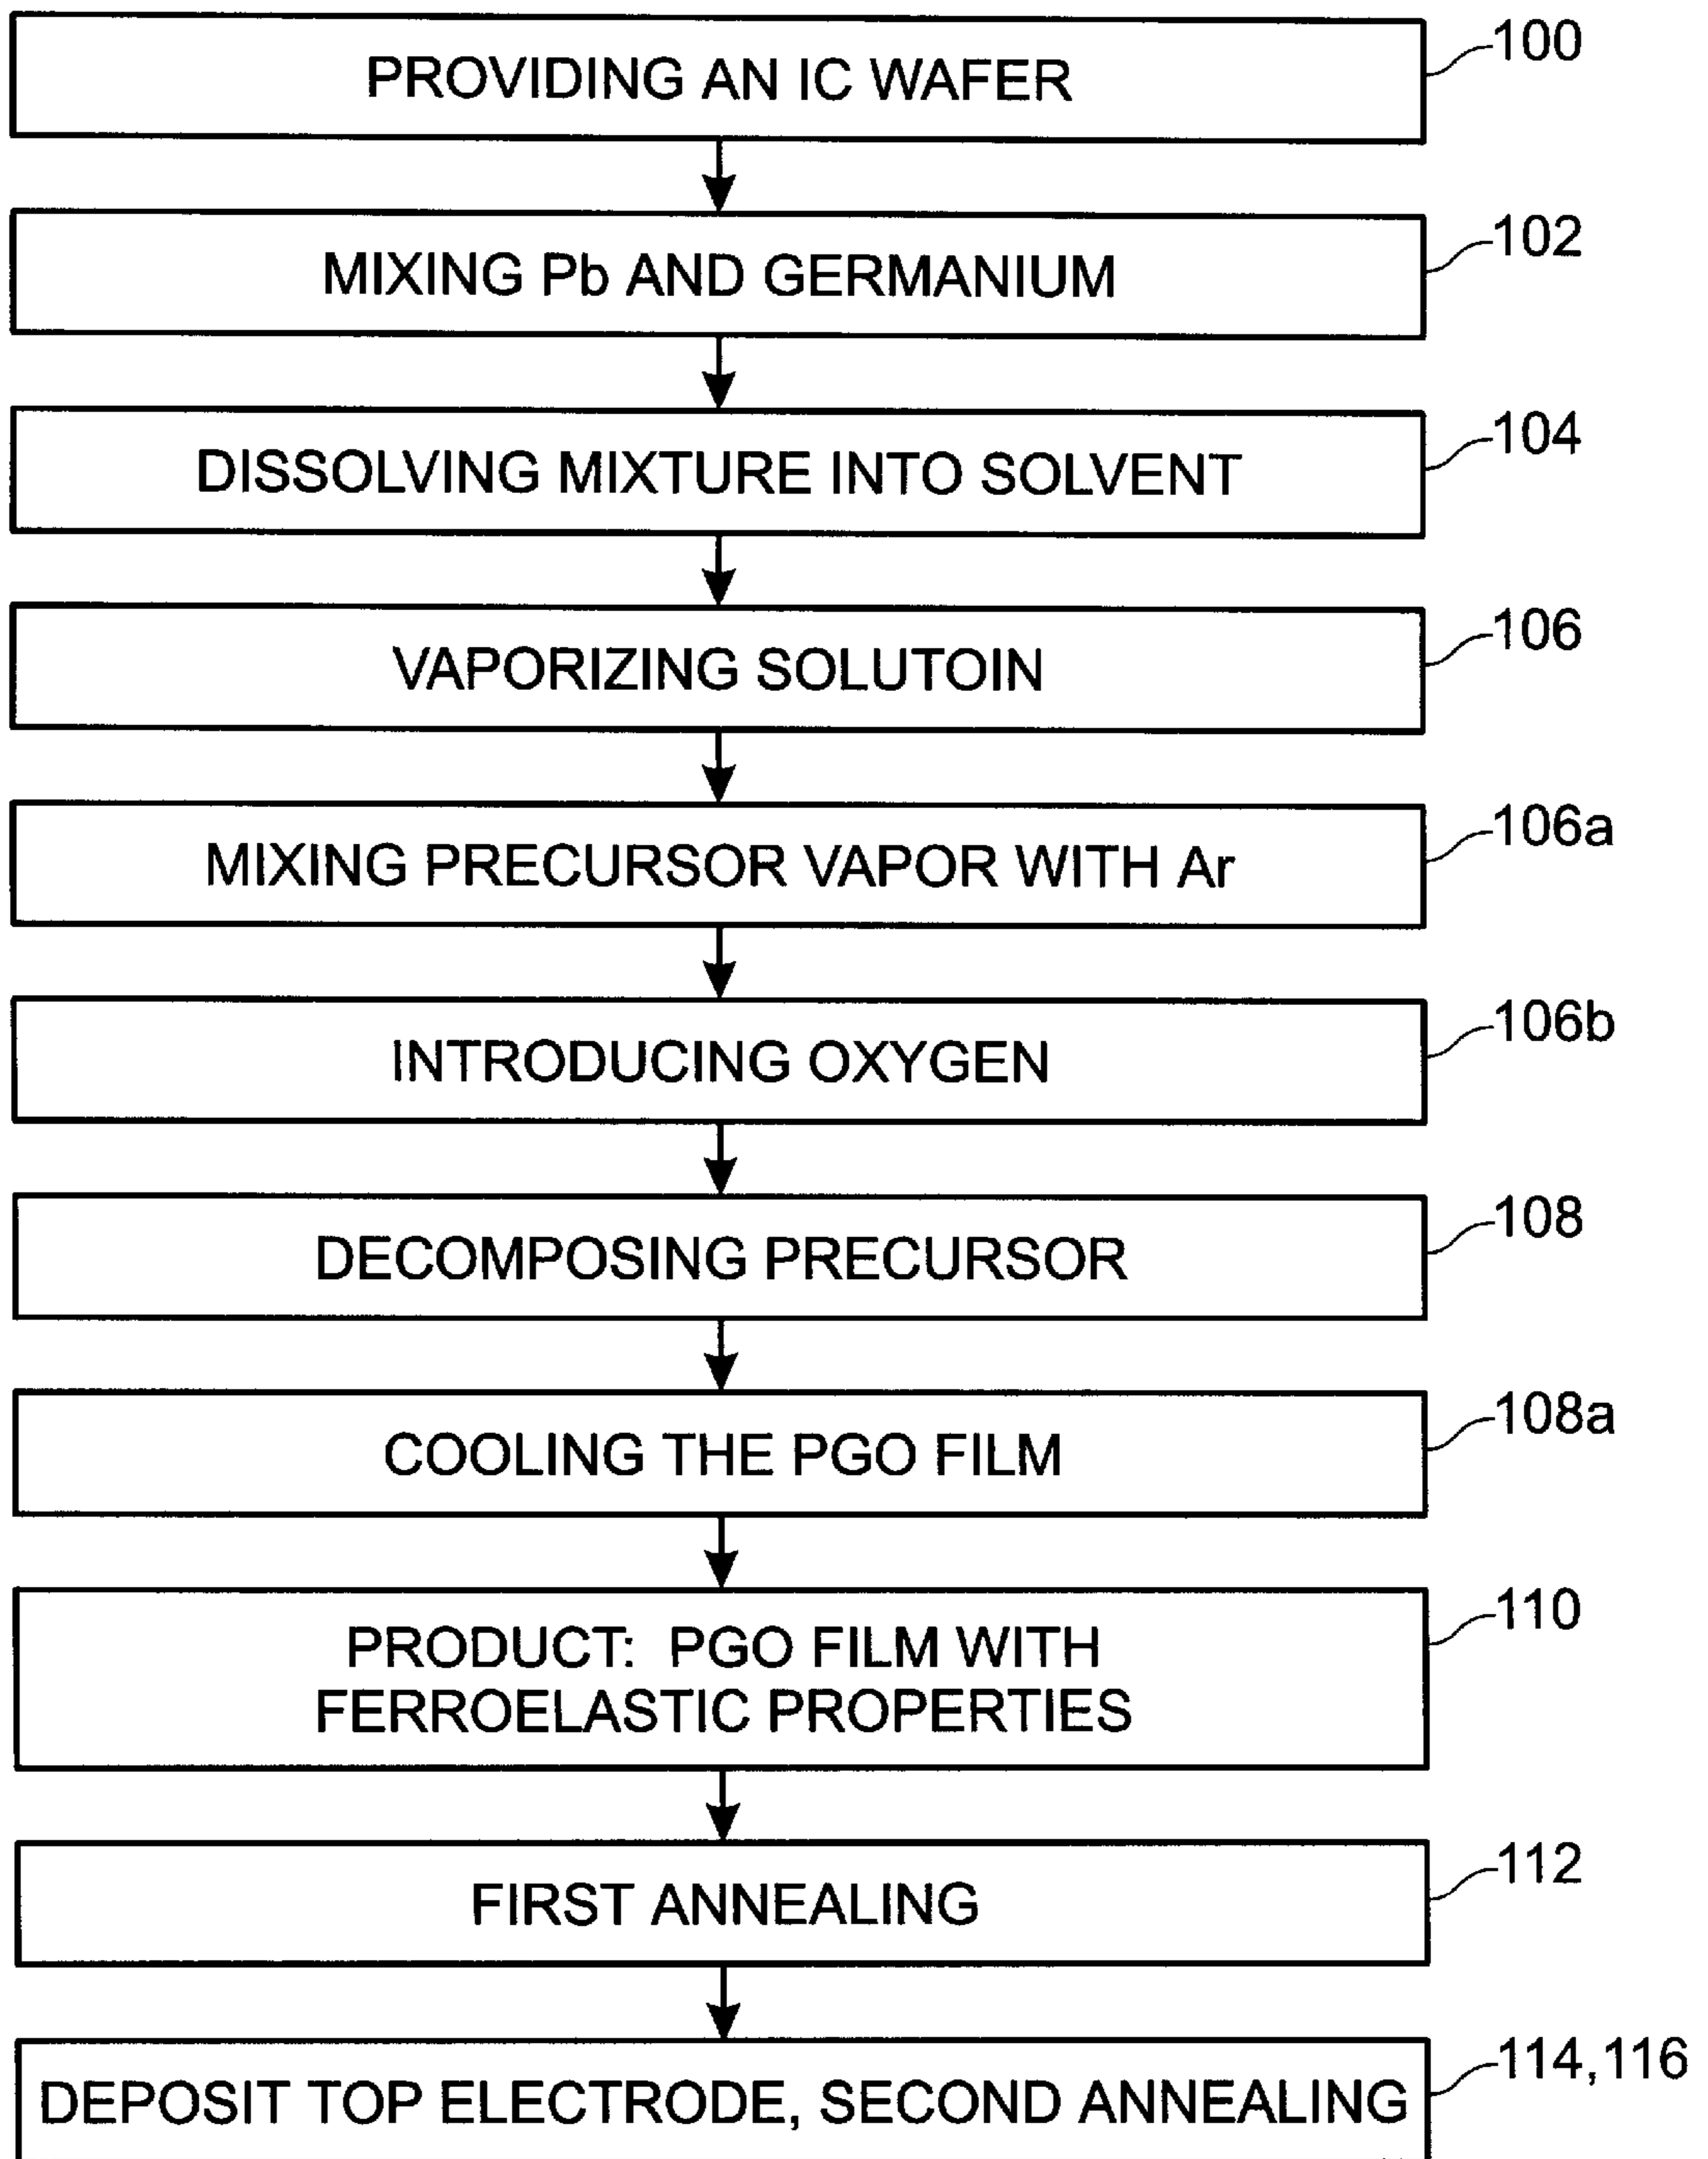 PROVIDING AN IC WAFER
100
MIXING Pb AND GERMANIUM
102
DISSOLVING MIXTURE INTO SOLVENT
104
VAPORIZING SOLUTOIN
106
MIXING PRECURSOR VAPOR WITH Ar
106a
INTRODUCING OXYGEN
106b
DECOMPOSING PRECURSOR
108
COOLING THE PGO FILM
108a
PRODUCT: PGO FILM WITH
FERROELASTIC PROPERTIES
110
FIRST ANNEALING
112
DEPOSIT TOP ELECTRODE, SECOND ANNEALING
114,116